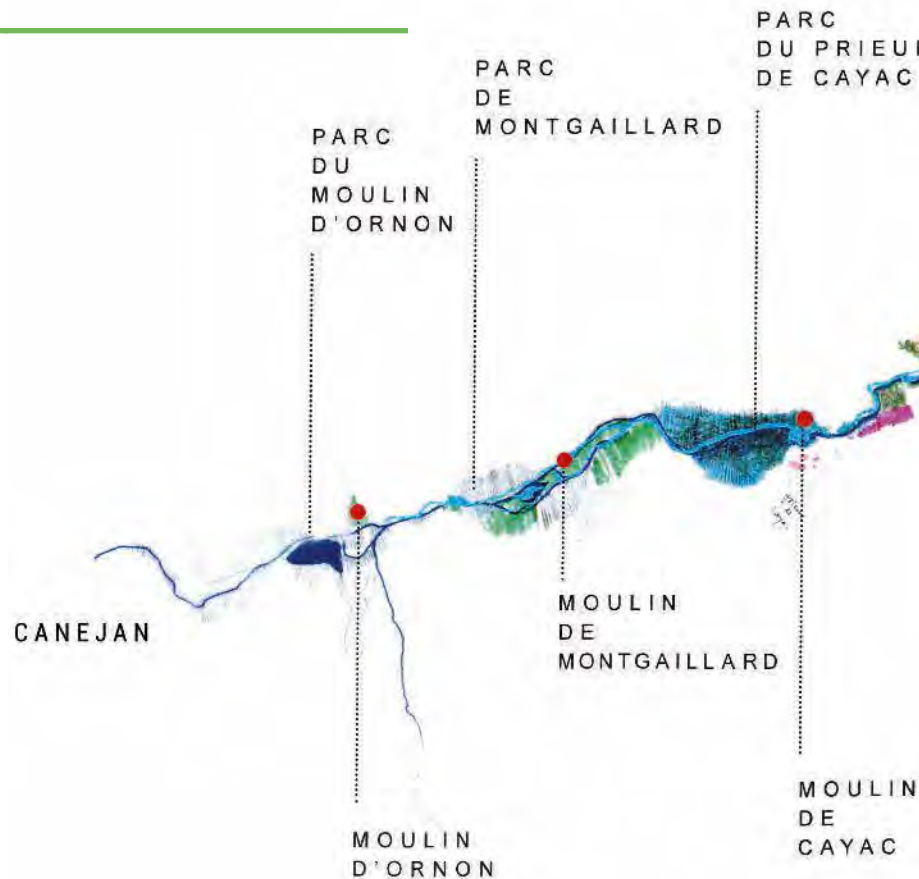 PARC
DU PRIEUR
DE CAYAC
PARC
DE
MONTGAILLARD
PARC
DU
MOULIN
D'ORNON
CANEJAN
MOULIN
DE
MONTGAILLARD
MOULIN
DE
CAYAC
MOULIN
D'ORNON